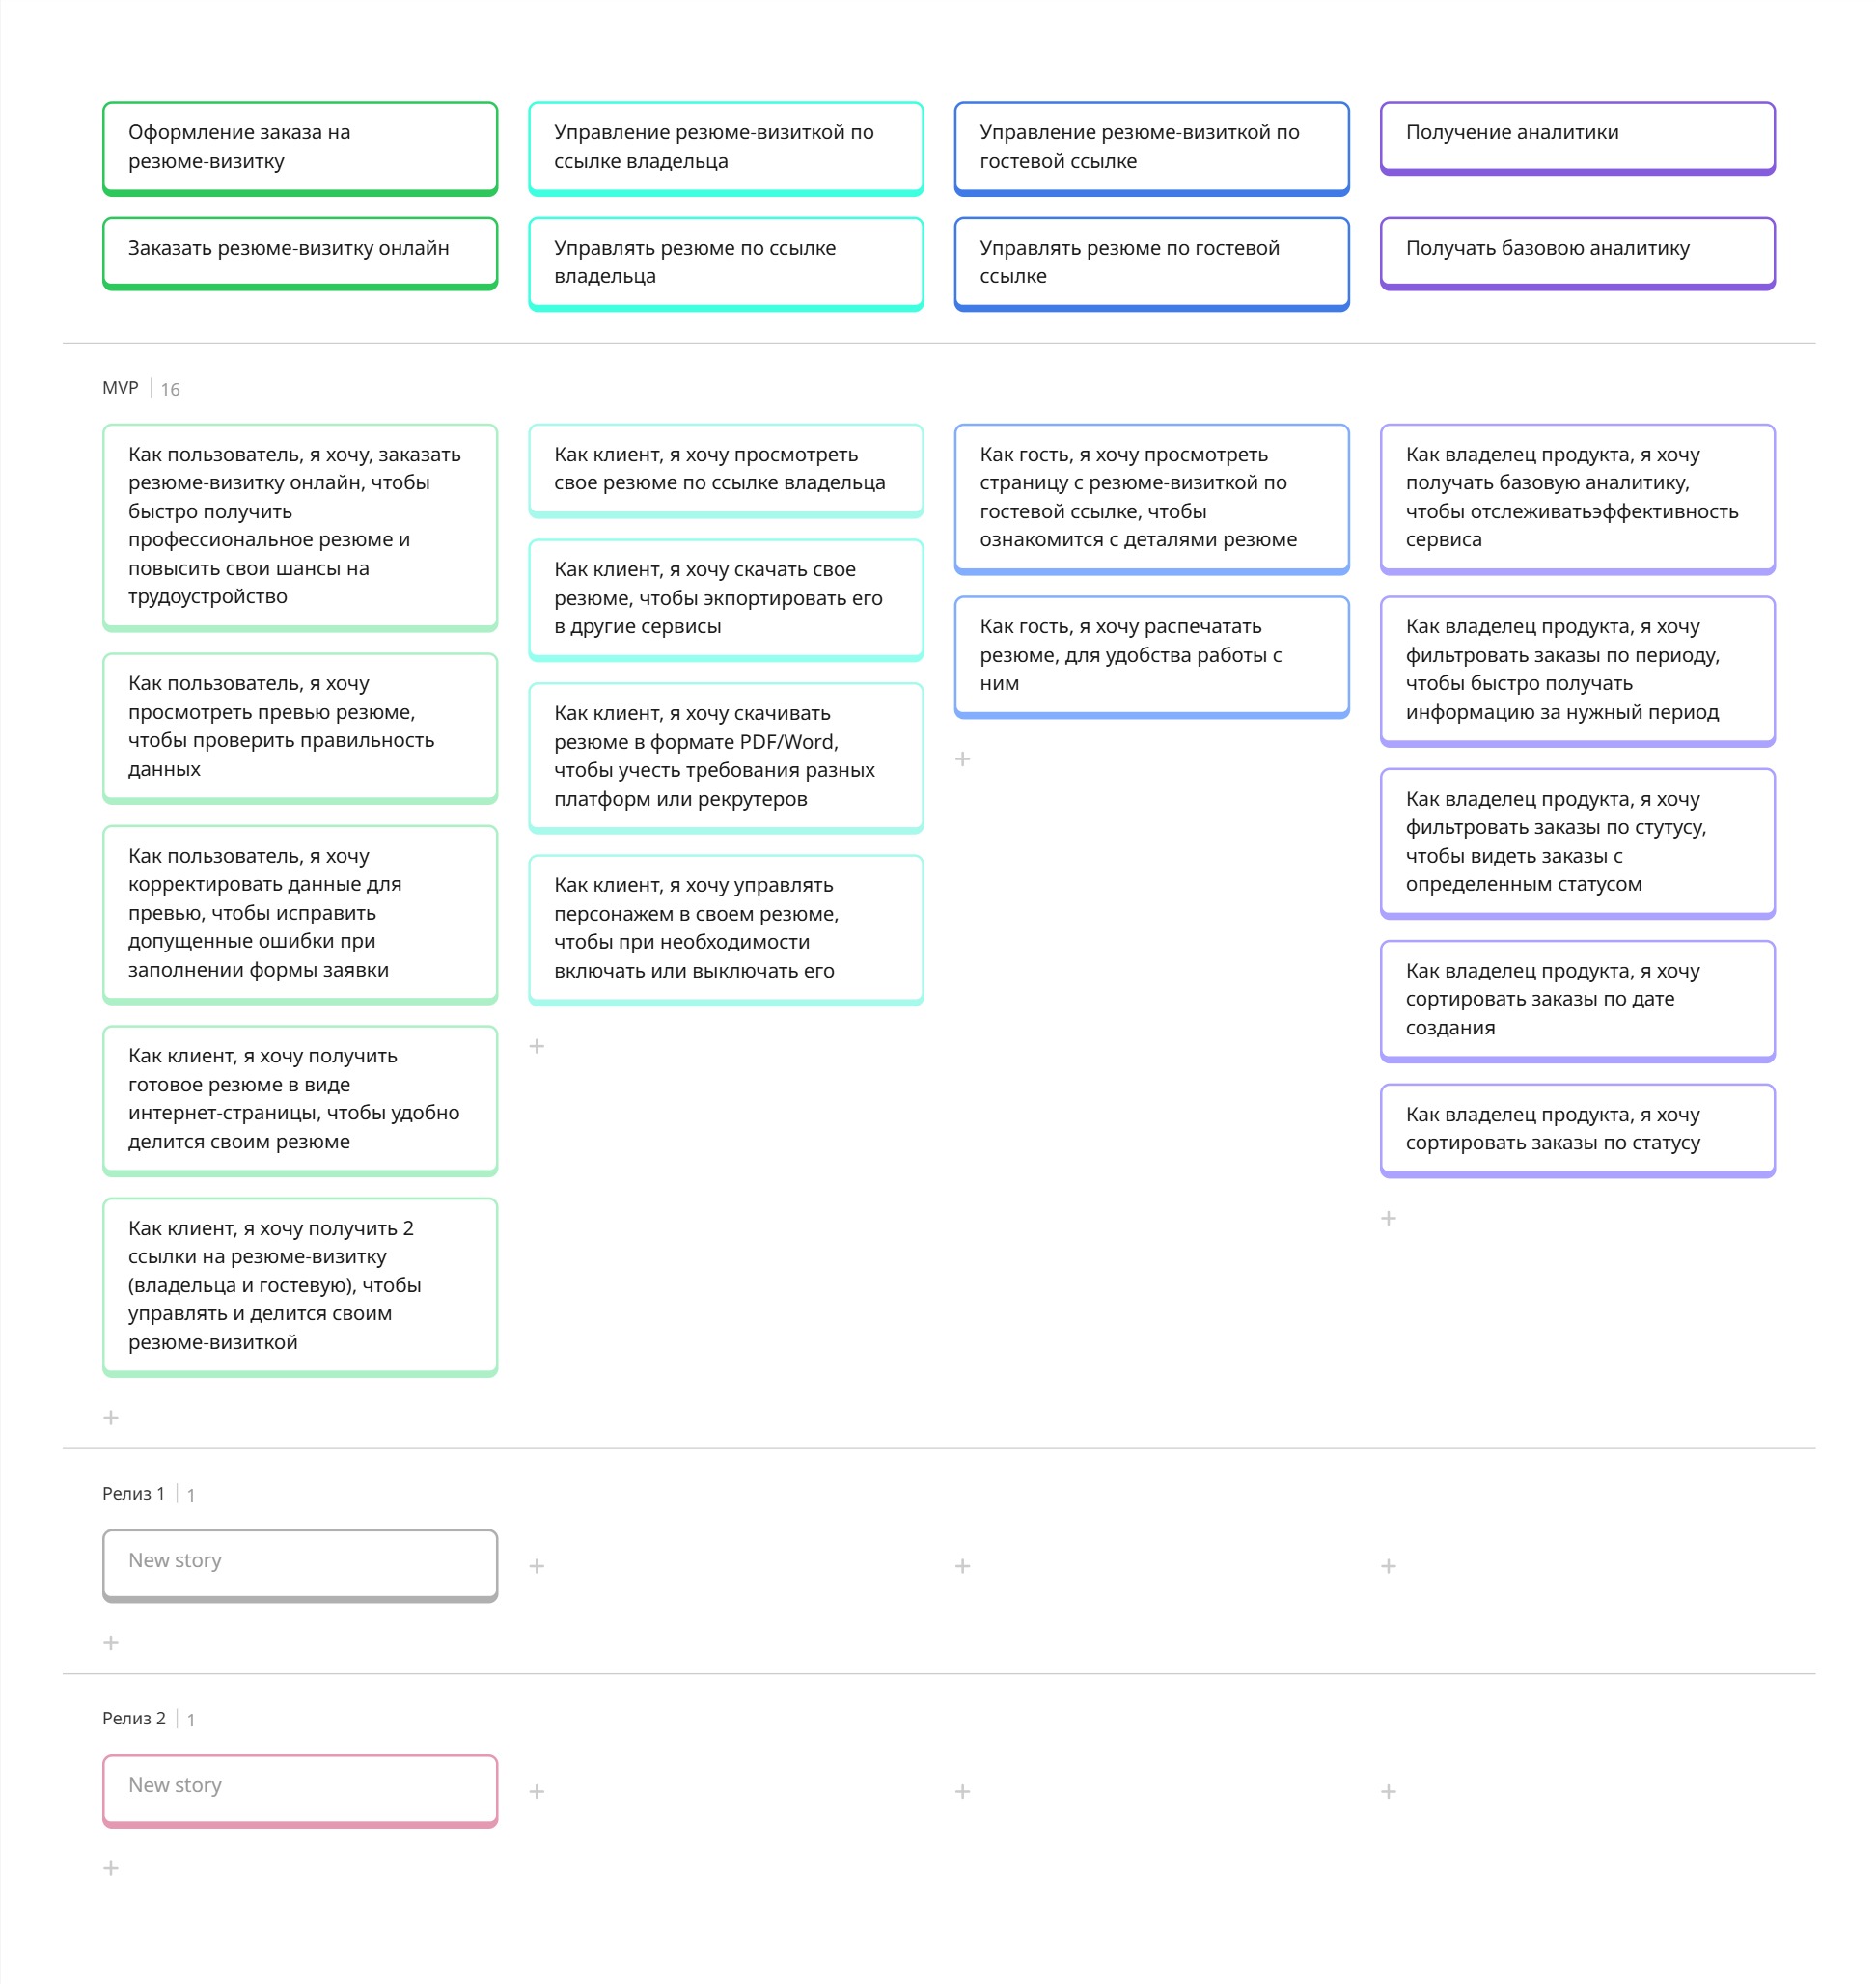 Оформление заказа на
резюме-визитку
Управление резюме-визиткой по
ссылке владельца
Управление резюме-визиткой по
гостевой ссылке
Получение аналитики
Заказать резюме-визитку онлайн
Управлять резюме по ссылке
владельца
Управлять резюме по гостевой
ссылке
Получать базовою аналитику
MVP 16
Как пользователь, я хочу, заказать
резюме-визитку онлайн, чтобы
быстро получить
профессиональное резюме и
повысить свои шансы на
трудоустройство
Как пользователь, я хочу
просмотреть превью резюме,
чтобы проверить правильность
данных
Как пользователь, я хочу
корректировать данные для
превью, чтобы исправить
допущенные ошибки при
заполнении формы заявки
Как клиент, я хочу получить
готовое резюме в виде
интернет-страницы, чтобы удобно
делится своим резюме
Как клиент, я хочу получить 2
ссылки на резюме-визитку
(владельца и гостевую), чтобы
управлять и делится своим
резюме-визиткой
Как клиент, я хочу просмотреть
свое резюме по ссылке владельца
Как клиент, я хочу скачать свое
резюме, чтобы экпортировать его
в другие сервисы
Как клиент, я хочу скачивать
резюме в формате PDF/Word,
чтобы учесть требования разных
платформ или рекрутеров
Как клиент, я хочу управлять
персонажем в своем резюме,
чтобы при необходимости
включать или выключать его
Как гость, я хочу просмотреть
страницу с резюме-визиткой по
гостевой ссылке, чтобы
ознакомится с деталями резюме
Как гость, я хочу распечатать
резюме, для удобства работы с
ним
Как владелец продукта, я хочу
получать базовую аналитику,
чтобы отслеживатьэффективность
сервиса
Как владелец продукта, я хочу
фильтровать заказы по периоду,
чтобы быстро получать
информацию за нужный период
Как владелец продукта, я хочу
фильтровать заказы по стутусу,
чтобы видеть заказы с
определенным статусом
Как владелец продукта, я хочу
сортировать заказы по дате
создания
Как владелец продукта, я хочу
сортировать заказы по статусу
Релиз 1 1
New story
Релиз 2 1
New story